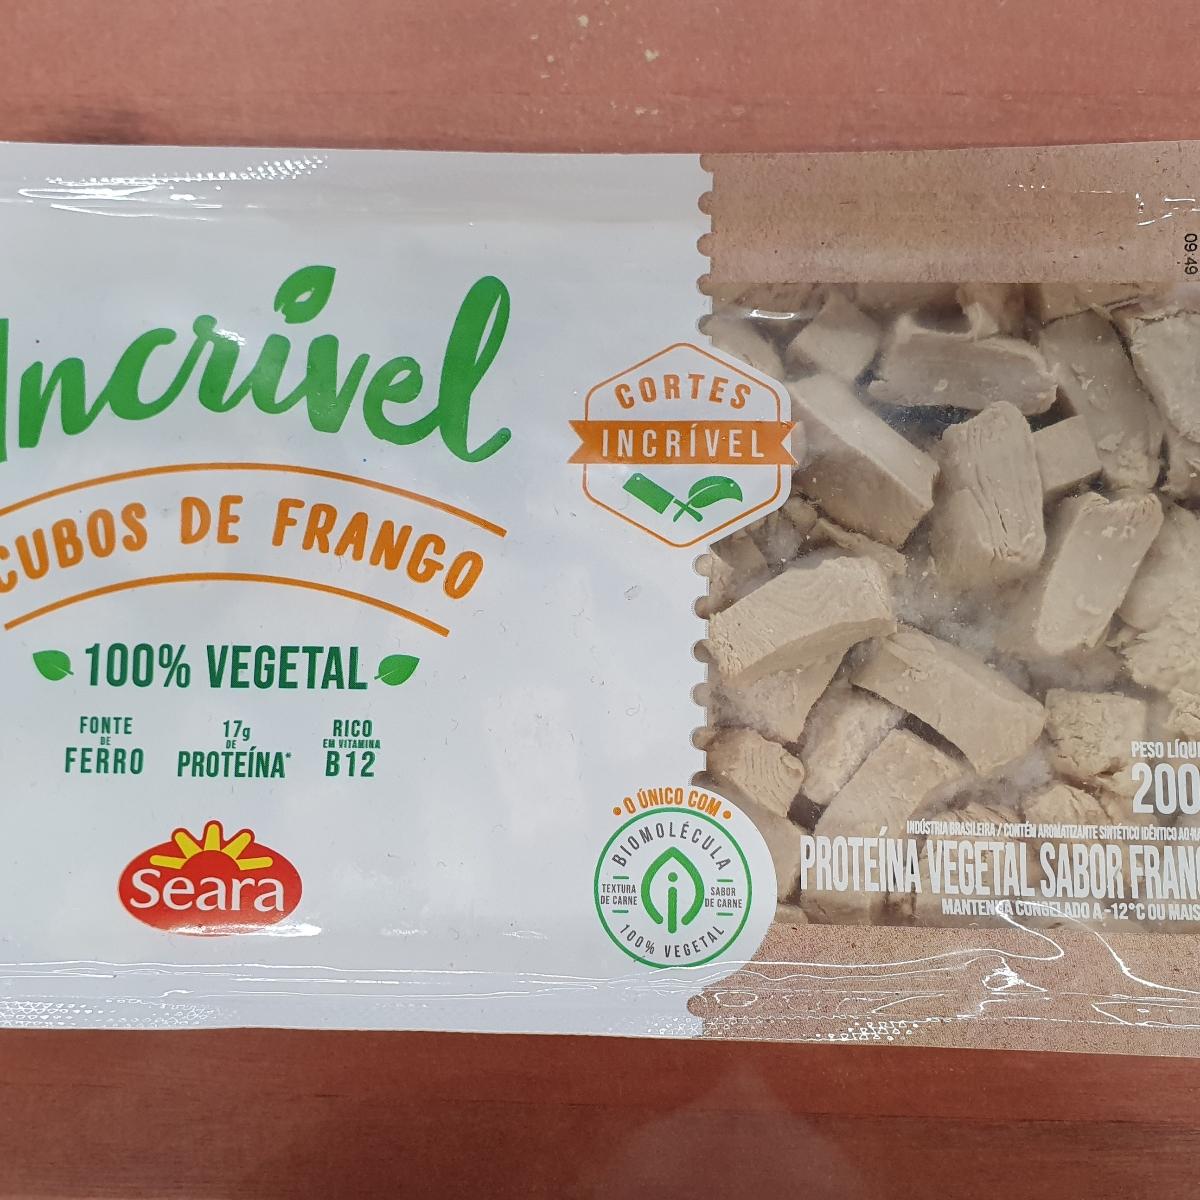 Incrível
CUBOS DE FRANGO
100% VEGETAL
FONTE
DE
FERRO
17g
DE
PROTEÍNA*
RICO
EM VITAMINA
B12
Seara
CORTES
INCRÍVEL
• O ÚNICO COM •
BIOMOLÉCULA
TEXTURA
DE CARNE
SABOR
DE CARNE
100% VEGETAL
09:49
PESO LÍQUI
200
INDÚSTRIA BRASILEIRA / CONTÉM AROMATIZANTE SINTÉTICO IDÊNTICO AO NA
PROTEÍNA VEGETAL SABOR FRANG
MANTENHA CONGELADO A -12°C OU MAIS